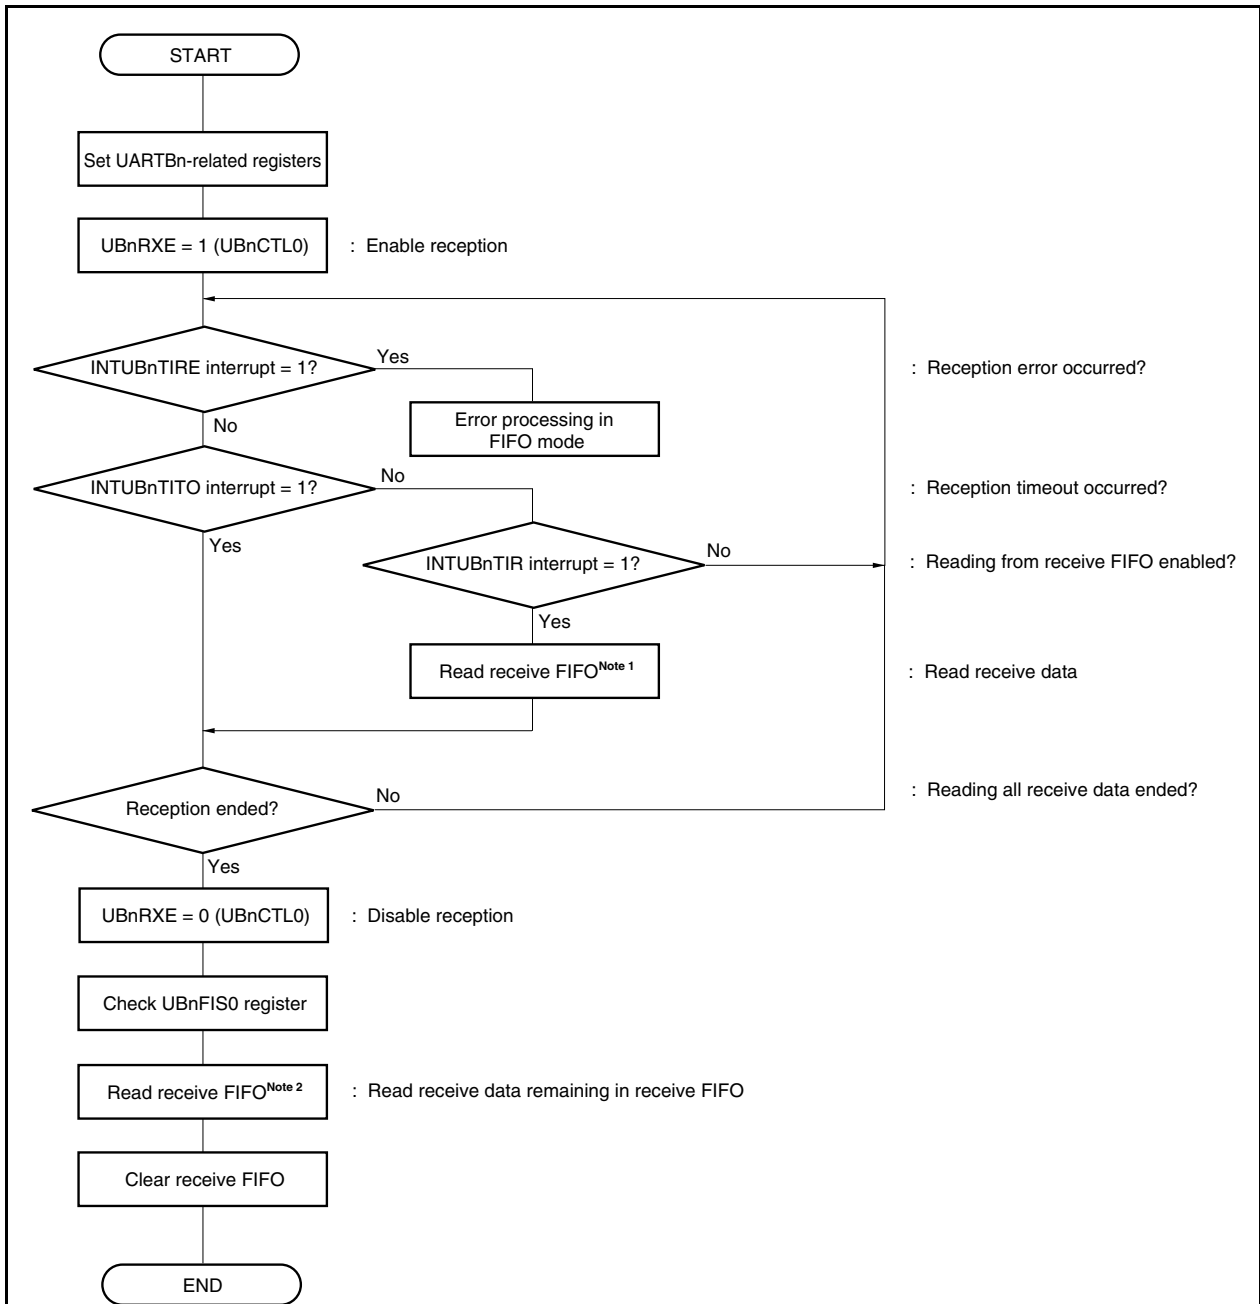 START
Set UARTBn-related registers
UBnRXE = 1 (UBnCTL0)
: Enable reception
INTUBnTIRE interrupt = 1?
Yes
: Reception error occurred?
No
Error processing in
FIFO mode
INTUBnTITO interrupt = 1?
No
: Reception timeout occurred?
Yes
INTUBnTIR interrupt = 1?
No
: Reading from receive FIFO enabled?
Yes
Read receive FIFONote 1
: Read receive data
Reception ended?
No
: Reading all receive data ended?
Yes
UBnRXE = 0 (UBnCTL0)
: Disable reception
Check UBnFIS0 register
Read receive FIFONote 2
: Read receive data remaining in receive FIFO
Clear receive FIFO
END